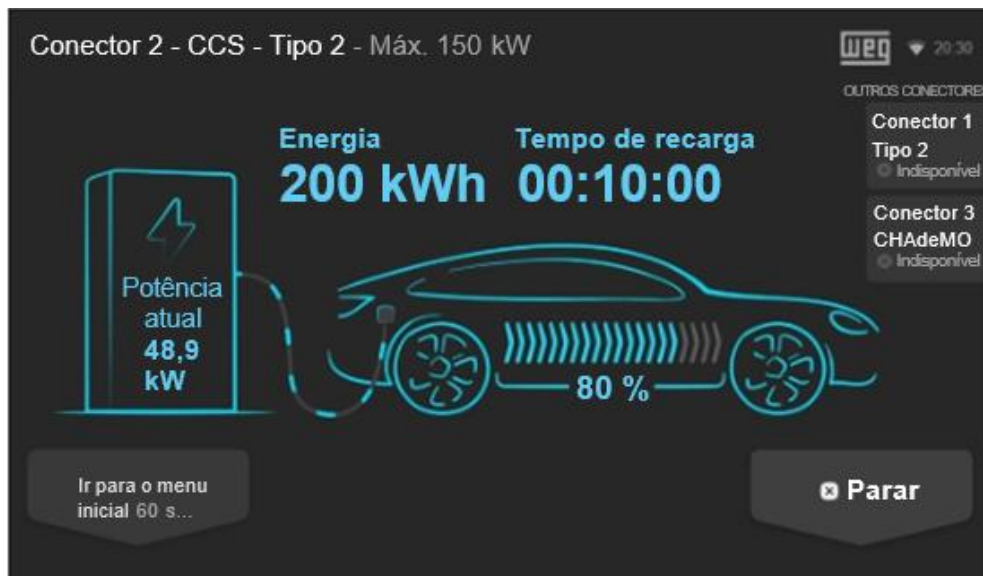 Conector 2 - CCS - Tipo 2 - Máx. 150 kW
weg
20:30
OUTROS CONECTORE
Conector 1
Tipo 2
Indisponível
Conector 3
CHAdeMO
Indisponível
Energia
200 kWh
Tempo de recarga
00:10:00
Potência
atual
48,9
kW
80 %
Ir para o menu
inicial 60 s...
Parar